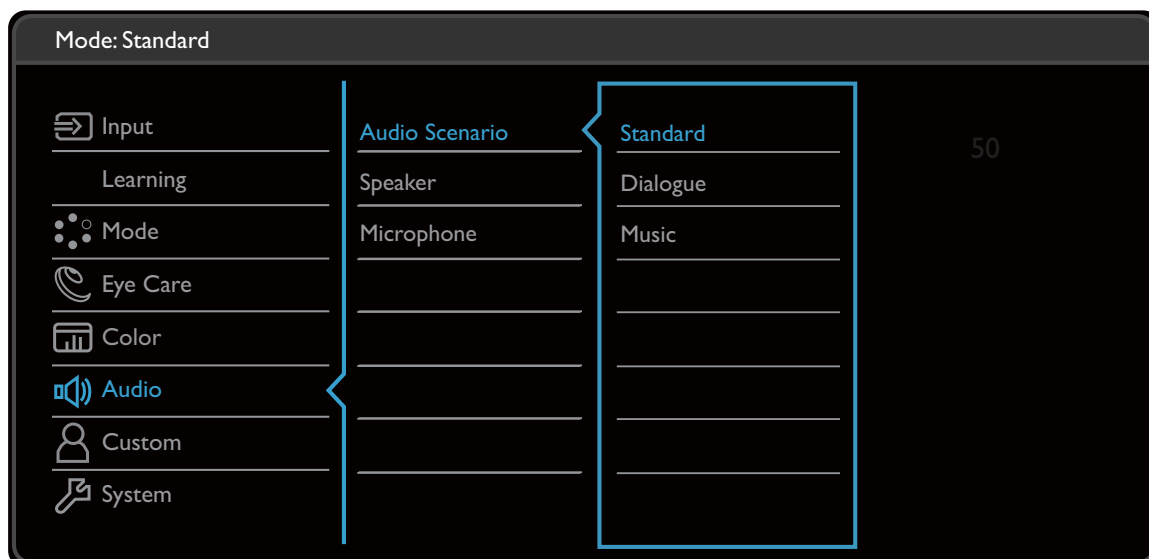 Mode: Standard
Input
Learning
Mode
Eye Care
Color
Audio
Custom
System
Audio Scenario
Speaker
Microphone
Standard
Dialogue
Music
50